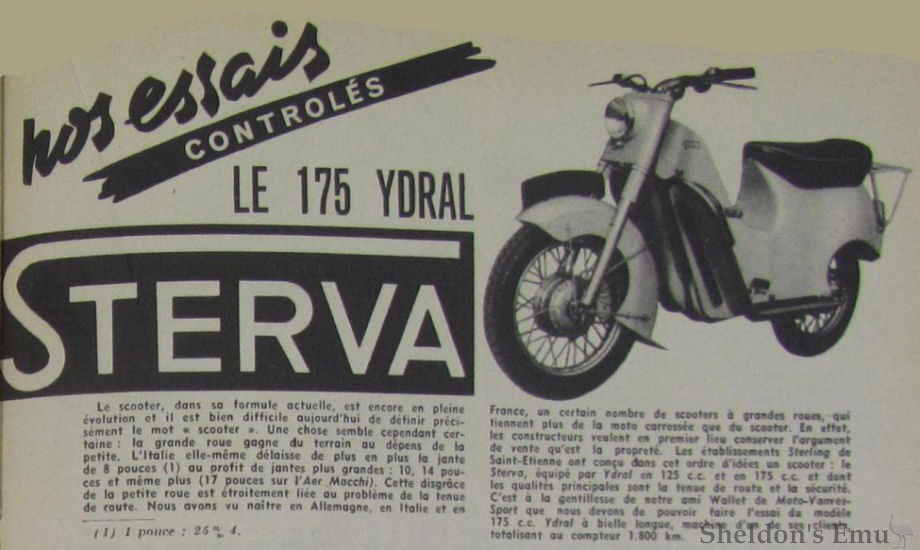 nos essais
CONTROLÉS
LE 175 YDRAL
STERVA
Le scooter, dans sa formule actuelle, est encore en pleine
évolution et il est bien difficile aujourd'hui de définir préci-
sément le mot « scooter ». Une chose semble cependant cer-
taine : la grande roue gagne du terrain au dépens de la
petite. L'Italie elle-même délaisse de plus en plus la jante
de 8 pouces (1) au profit de jantes plus grandes : 10, 14 pou-
ces et même plus (17 pouces sur l'Aer Macchi). Cette disgrâce
de la petite roue est étroitement liée au problème de la tenue
de route. Nous avons vu naître en Allemagne, en Italie et en
(1) 1 pouce : 25 m/m 4.
France, un certain nombre de scooters à grandes roues, qui
tiennent plus de la moto carrossée que du scooter. En effet,
les constructeurs veulent en premier lieu conserver l'argument
de vente qu'est la propreté. Les établissements Sterling de
Saint-Etienne ont conçu dans cet ordre d'idées un scooter : le
Sterva, équipé par Ydral en 125 c.c. et en 175 c.c. et dont
les qualités principales sont la tenue de route et la sécurité.
C'est à la gentillesse de notre ami Wallet de Moto-Yamver-
Sport que nous devons de pouvoir faire l'essai du modèle
175 c.c. Ydral à bielle longue, machine d'un de ses clients,
totalisant au compteur 1.800 km.
Sheldon's Emu